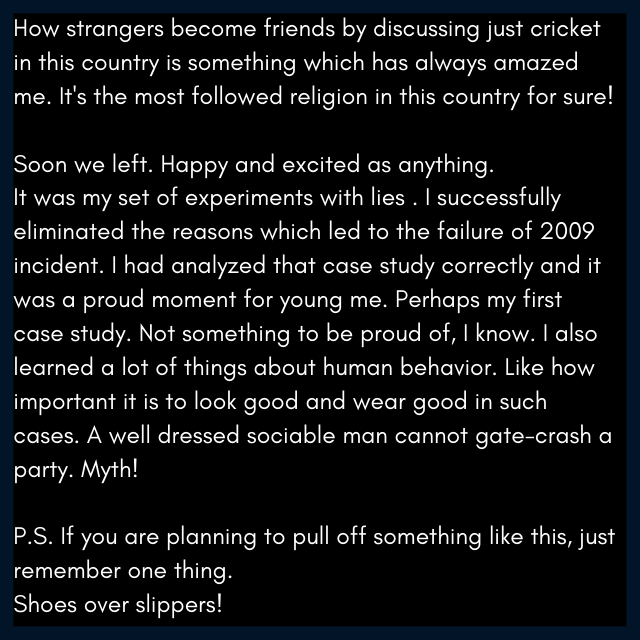 How strangers become friends by discussing just cricket
in this country is something which has always amazed
me. It's the most followed religion in this country for sure!
Soon we left. Happy and excited as anything.
It was my set of experiments with lies . I successfully
eliminated the reasons which led to the failure of 2009
incident. I had analyzed that case study correctly and it
was a proud moment for young me. Perhaps my first
case study. Not something to be proud of, I know. I also
learned a lot of things about human behavior. Like how
important it is to look good and wear good in such
cases. A well dressed sociable man cannot gate-crash a
party. Myth!
P.S. If you are planning to pull off something like this, just
remember one thing.
Shoes over slippers!